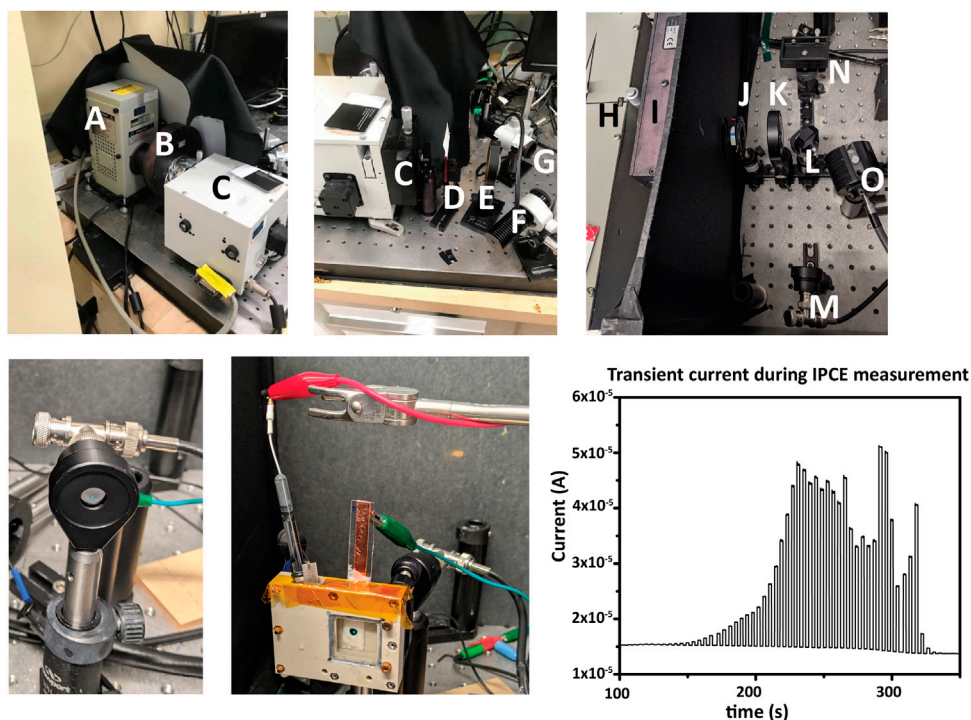 A
B
C
C
D
E
F
G
H
I
J
K
L
M
N
O
Transient current during IPCE measurement
6x10⁻⁵
5x10⁻⁵
4x10⁻⁵
3x10⁻⁵
2x10⁻⁵
1x10⁻⁵
Current (A)
100
200
300
time (s)